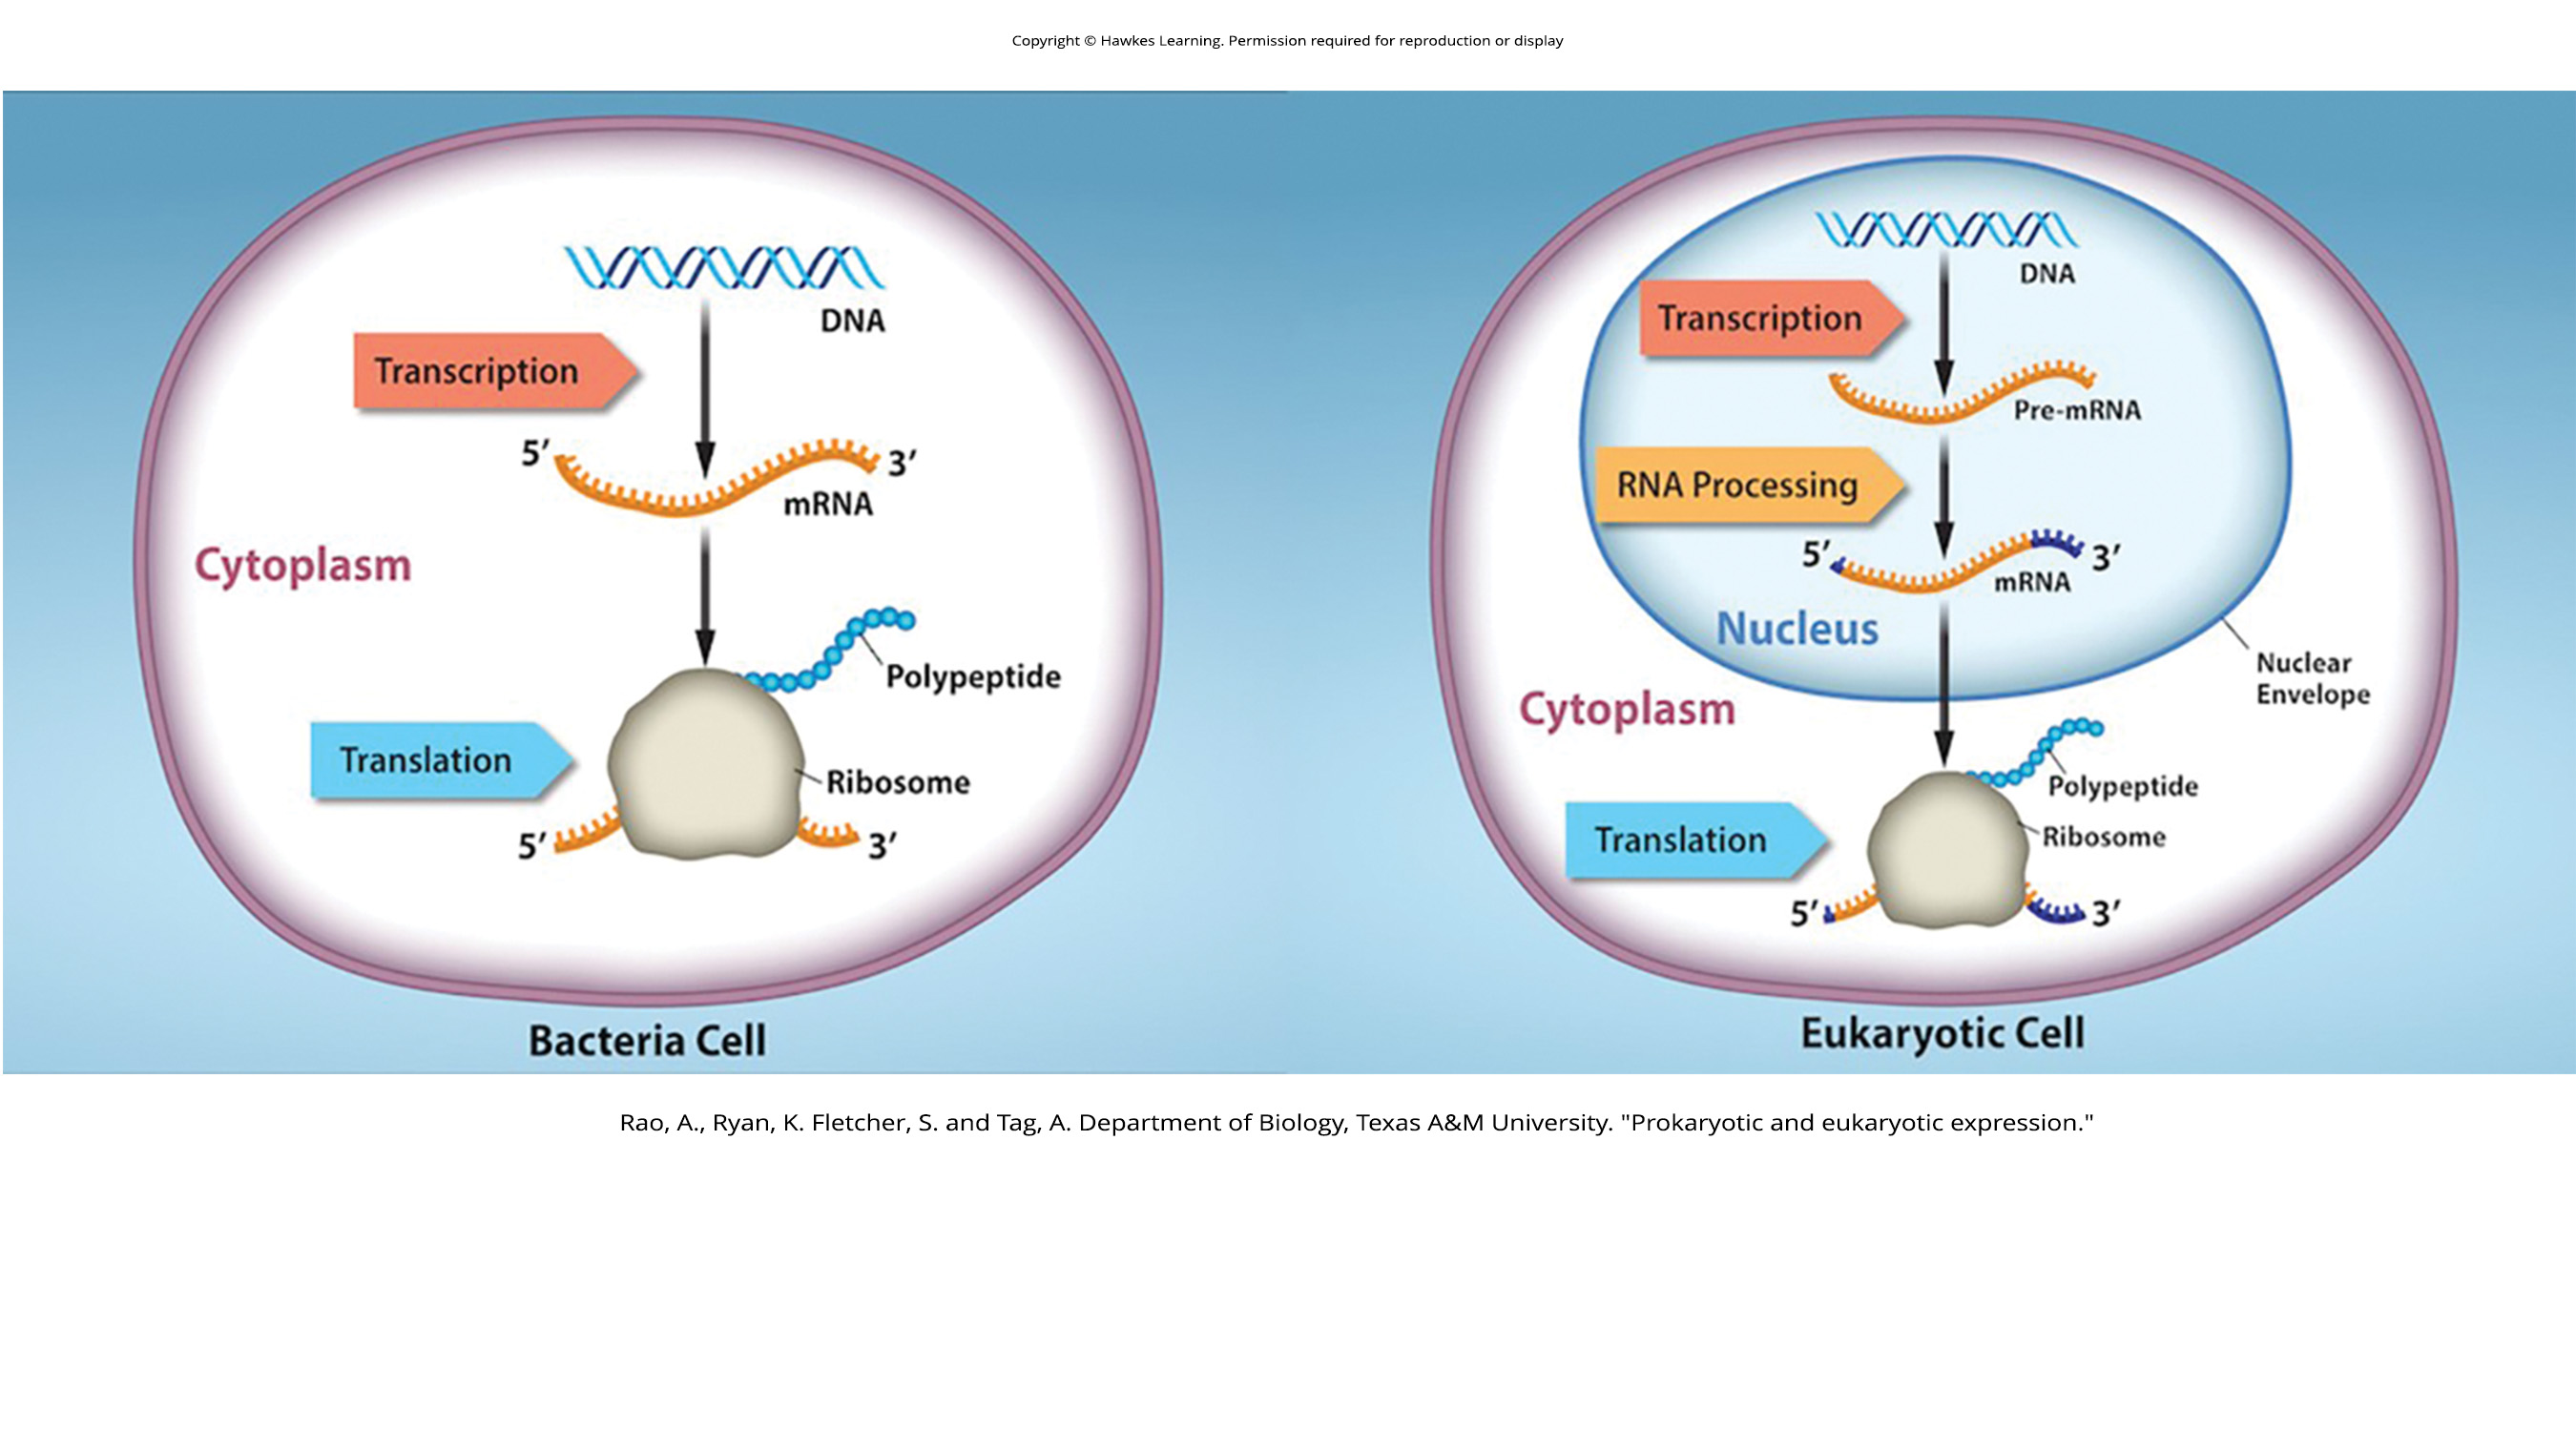 Copyright © Hawkes Learning. Permission required for reproduction or display
DNA
Transcription
5′
3′
mRNA
Cytoplasm
Polypeptide
Translation
Ribosome
5′
3′
Bacteria Cell
DNA
Transcription
Pre-mRNA
RNA Processing
5′
3′
mRNA
Nucleus
Nuclear
Envelope
Cytoplasm
Polypeptide
Ribosome
Translation
5′
3′
Eukaryotic Cell
Rao, A., Ryan, K. Fletcher, S. and Tag, A. Department of Biology, Texas A&M University. "Prokaryotic and eukaryotic expression."